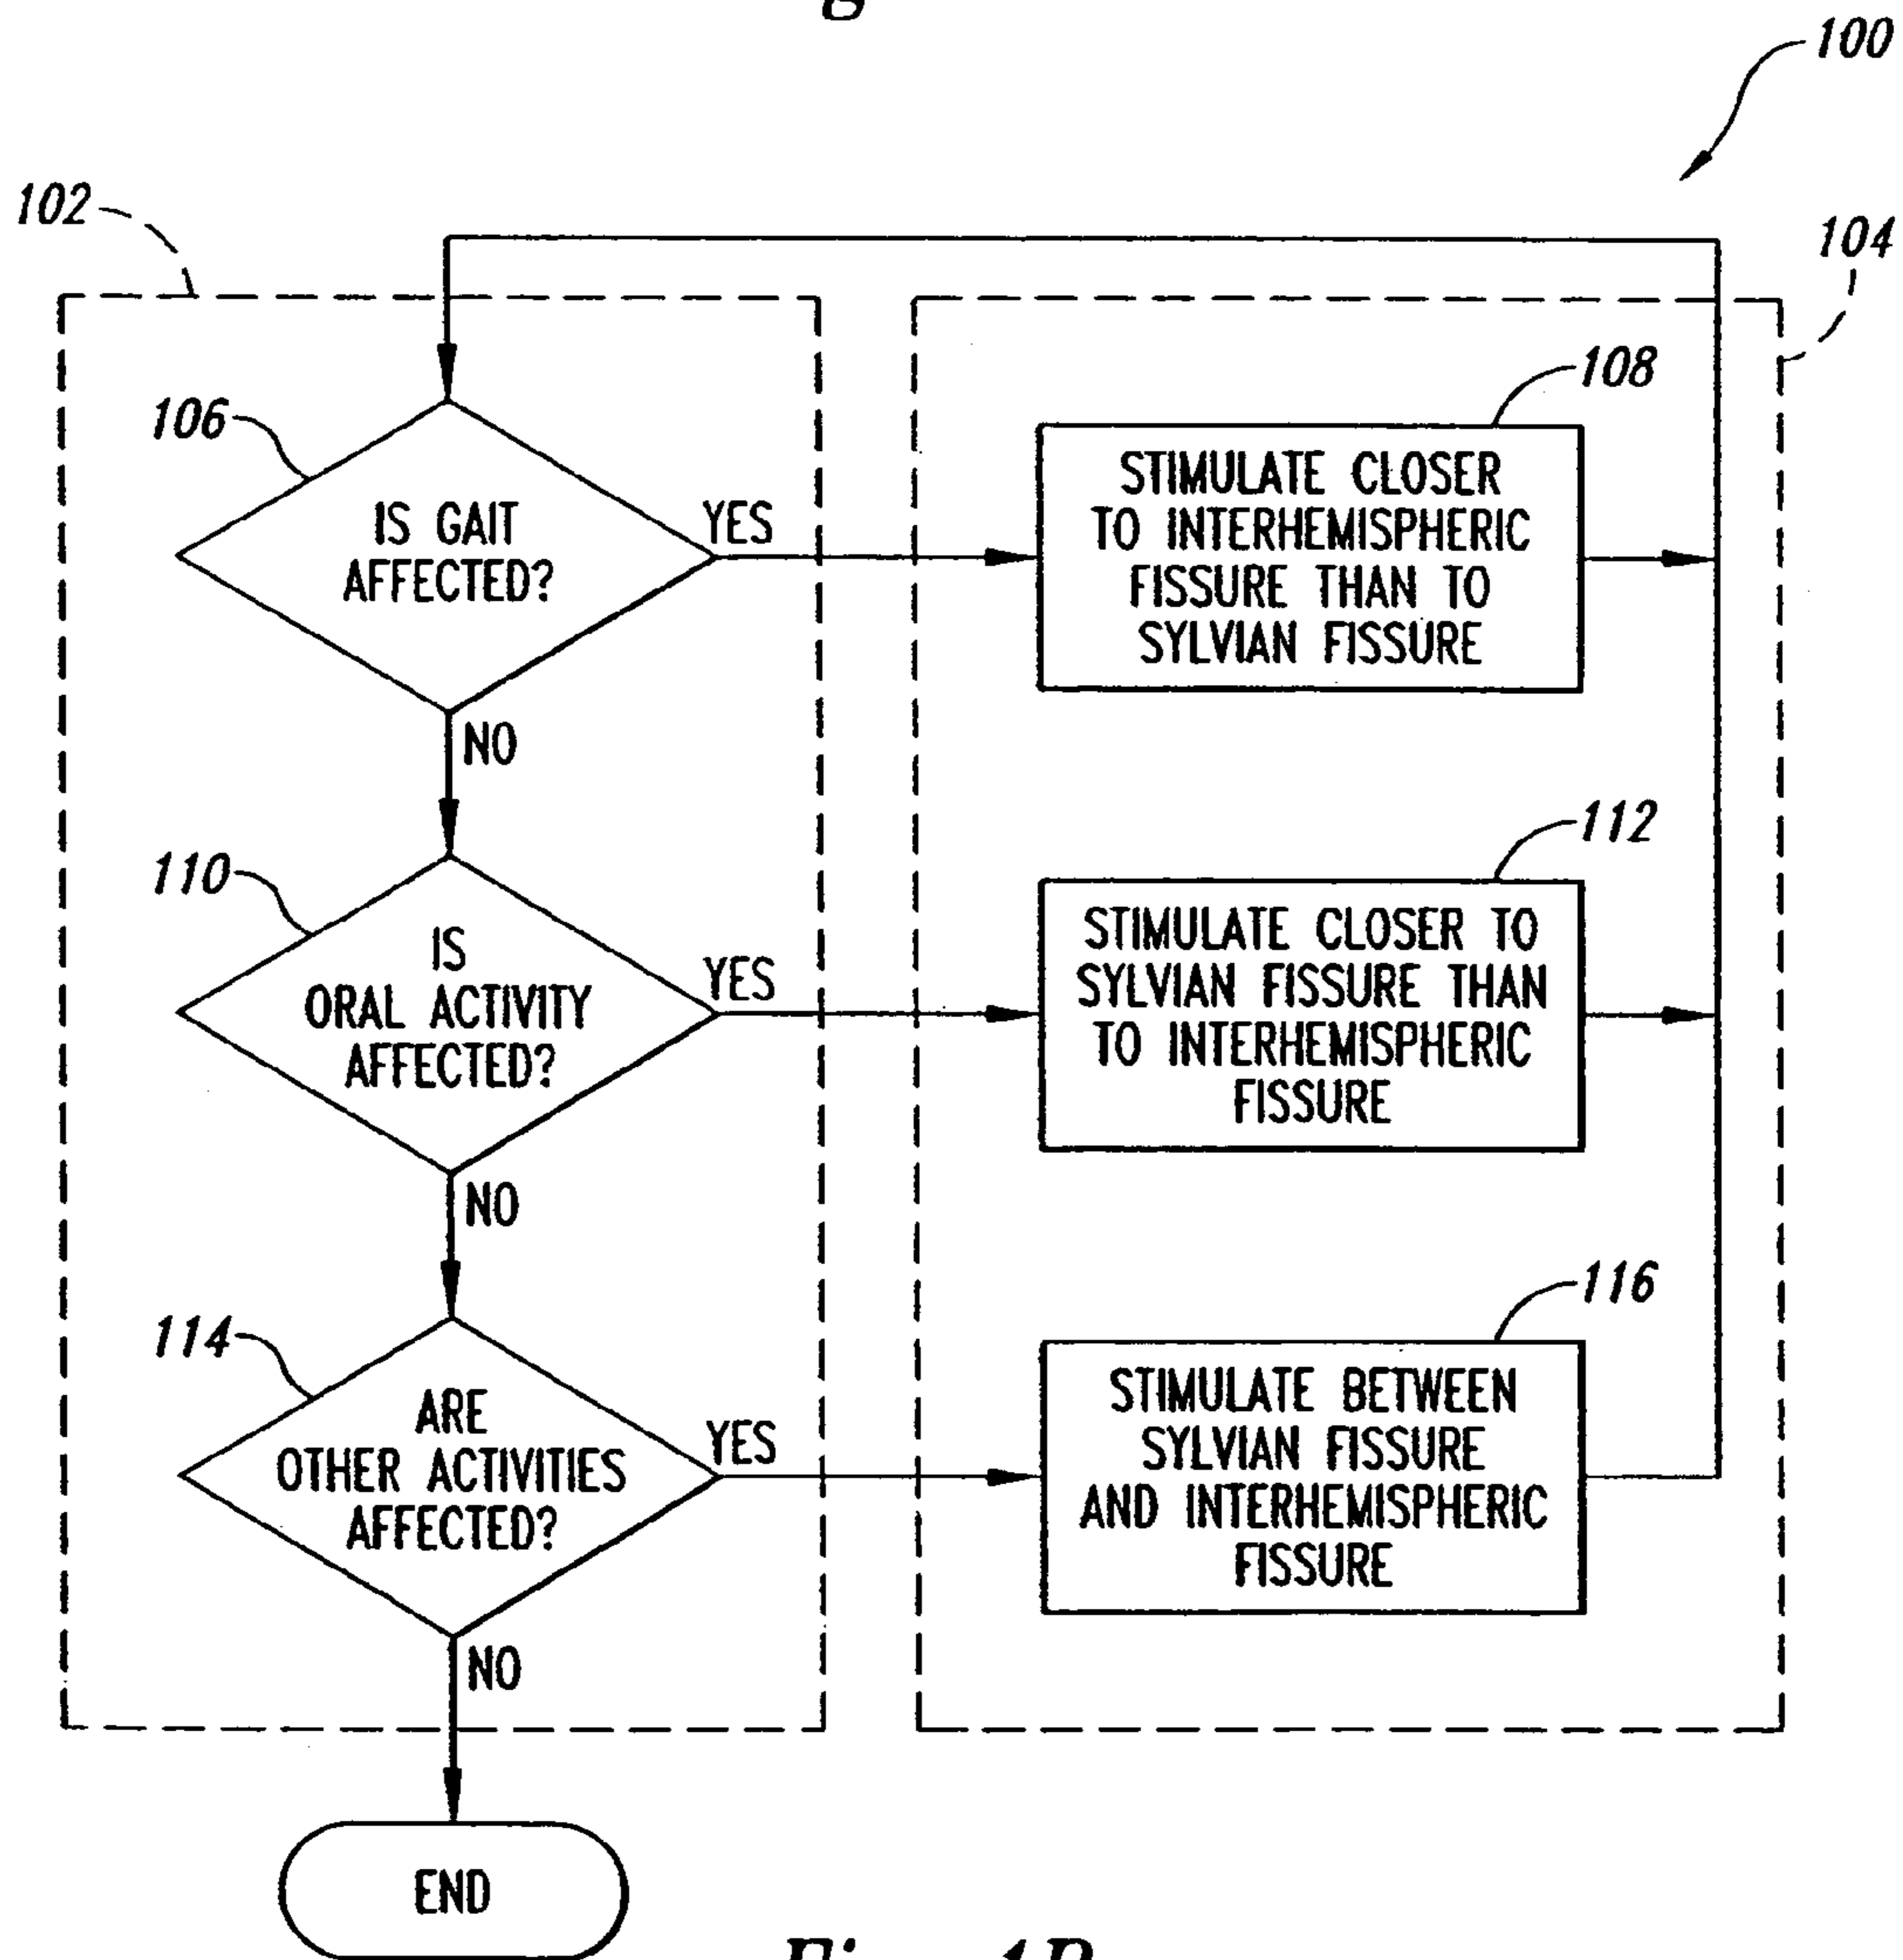 100
102
104
106
IS GAIT
AFFECTED?
YES
NO
108
STIMULATE CLOSER
TO INTERHEMISPHERIC
FISSURE THAN TO
SYLVIAN FISSURE
110
IS
ORAL ACTIVITY
AFFECTED?
YES
NO
112
STIMULATE CLOSER TO
SYLVIAN FISSURE THAN
TO INTERHEMISPHERIC
FISSURE
114
ARE
OTHER ACTIVITIES
AFFECTED?
YES
NO
116
STIMULATE BETWEEN
SYLVIAN FISSURE
AND INTERHEMISPHERIC
FISSURE
END